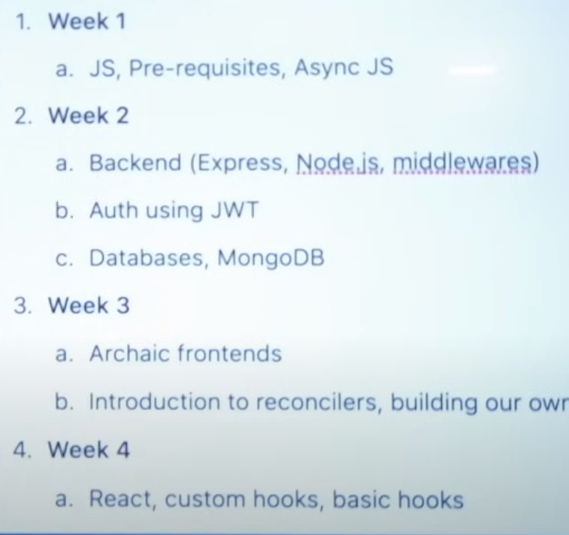 1. Week 1
a. JS, Pre-requisites, Async JS
2. Week 2
a. Backend (Express, Node.js, middlewares)
b. Auth using JWT
c. Databases, MongoDB
3. Week 3
a. Archaic frontends
b. Introduction to reconcilers, building our
4. Week 4
a. React, custom hooks, basic hooks